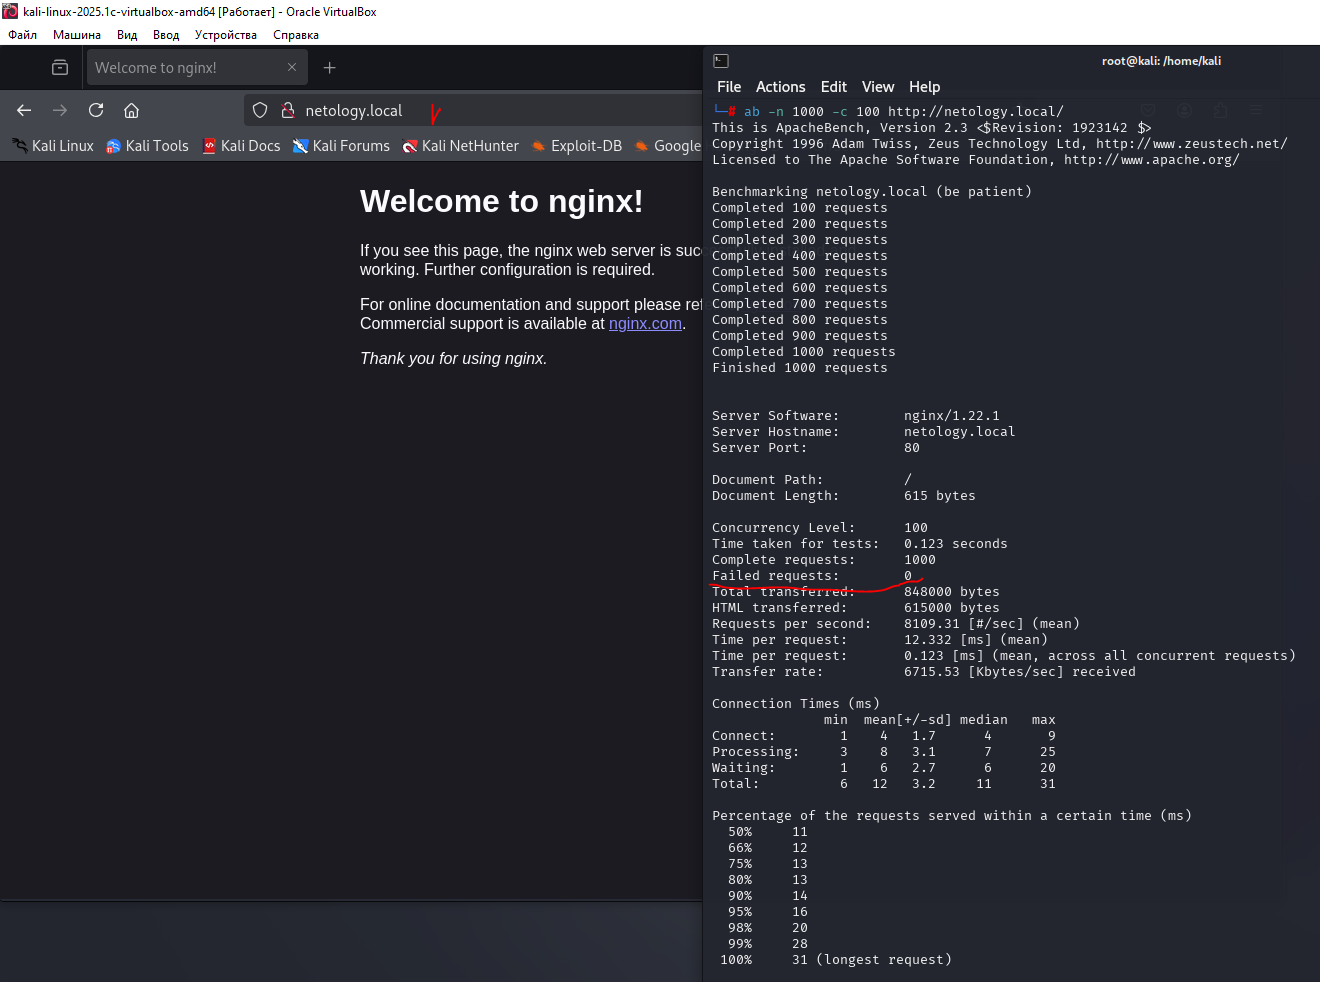 kali-linux-2025.1c-virtualbox-amd64 [Работает] - Oracle VirtualBox
Файл Машина Вид Ввод Устройства Справка
Welcome to nginx!
netology.local
Kali Linux Kali Tools Kali Docs Kali Forums Kali NetHunter Exploit-DB Google
Welcome to nginx!
If you see this page, the nginx web server is succ
working. Further configuration is required.
For online documentation and support please ref
Commercial support is available at nginx.com.
Thank you for using nginx.
root@kali: /home/kali
File Actions Edit View Help
└─# ab -n 1000 -c 100 http://netology.local/
This is ApacheBench, Version 2.3 <$Revision: 1923142 $>
Copyright 1996 Adam Twiss, Zeus Technology Ltd, http://www.zeustech.net/
Licensed to The Apache Software Foundation, http://www.apache.org/
Benchmarking netology.local (be patient)
Completed 100 requests
Completed 200 requests
Completed 300 requests
Completed 400 requests
Completed 500 requests
Completed 600 requests
Completed 700 requests
Completed 800 requests
Completed 900 requests
Completed 1000 requests
Finished 1000 requests
Server Software: nginx/1.22.1
Server Hostname: netology.local
Server Port: 80
Document Path: /
Document Length: 615 bytes
Concurrency Level: 100
Time taken for tests: 0.123 seconds
Complete requests: 1000
Failed requests: 0
Total transferred: 848000 bytes
HTML transferred: 615000 bytes
Requests per second: 8109.31 [#/sec] (mean)
Time per request: 12.332 [ms] (mean)
Time per request: 0.123 [ms] (mean, across all concurrent requests)
Transfer rate: 6715.53 [Kbytes/sec] received
Connection Times (ms)
min mean[+/-sd] median max
Connect: 1 4 1.7 4 9
Processing: 3 8 3.1 7 25
Waiting: 1 6 2.7 6 20
Total: 6 12 3.2 11 31
Percentage of the requests served within a certain time (ms)
50% 11
66% 12
75% 13
80% 13
90% 14
95% 16
98% 20
99% 28
100% 31 (longest request)